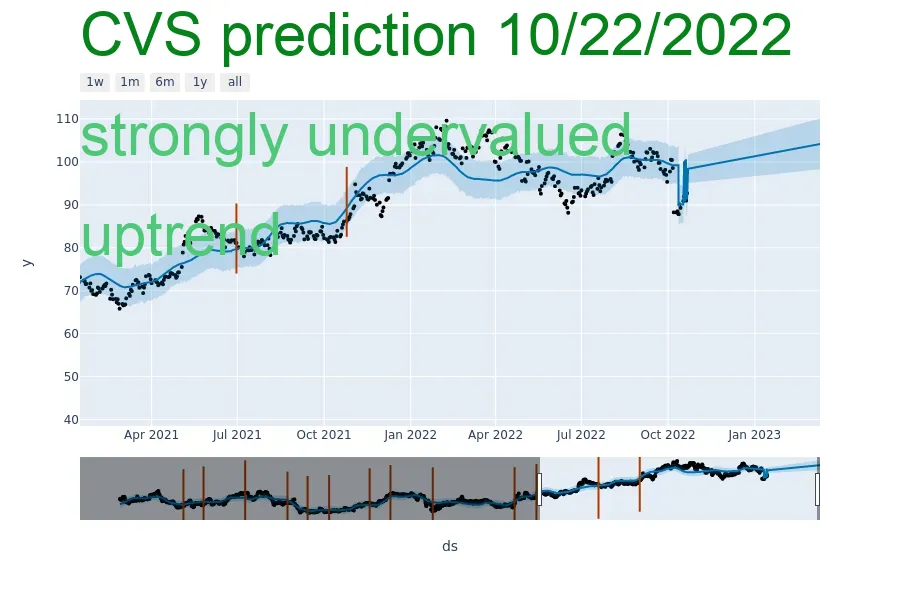 CVS prediction 10/22/2022
1w 1m 6m 1y all
110
strongly undervalued
100
90
uptrend
80
y
70
60
50
40
Apr 2021 Jul 2021 Oct 2021 Jan 2022 Apr 2022 Jul 2022 Oct 2022 Jan 2023
ds